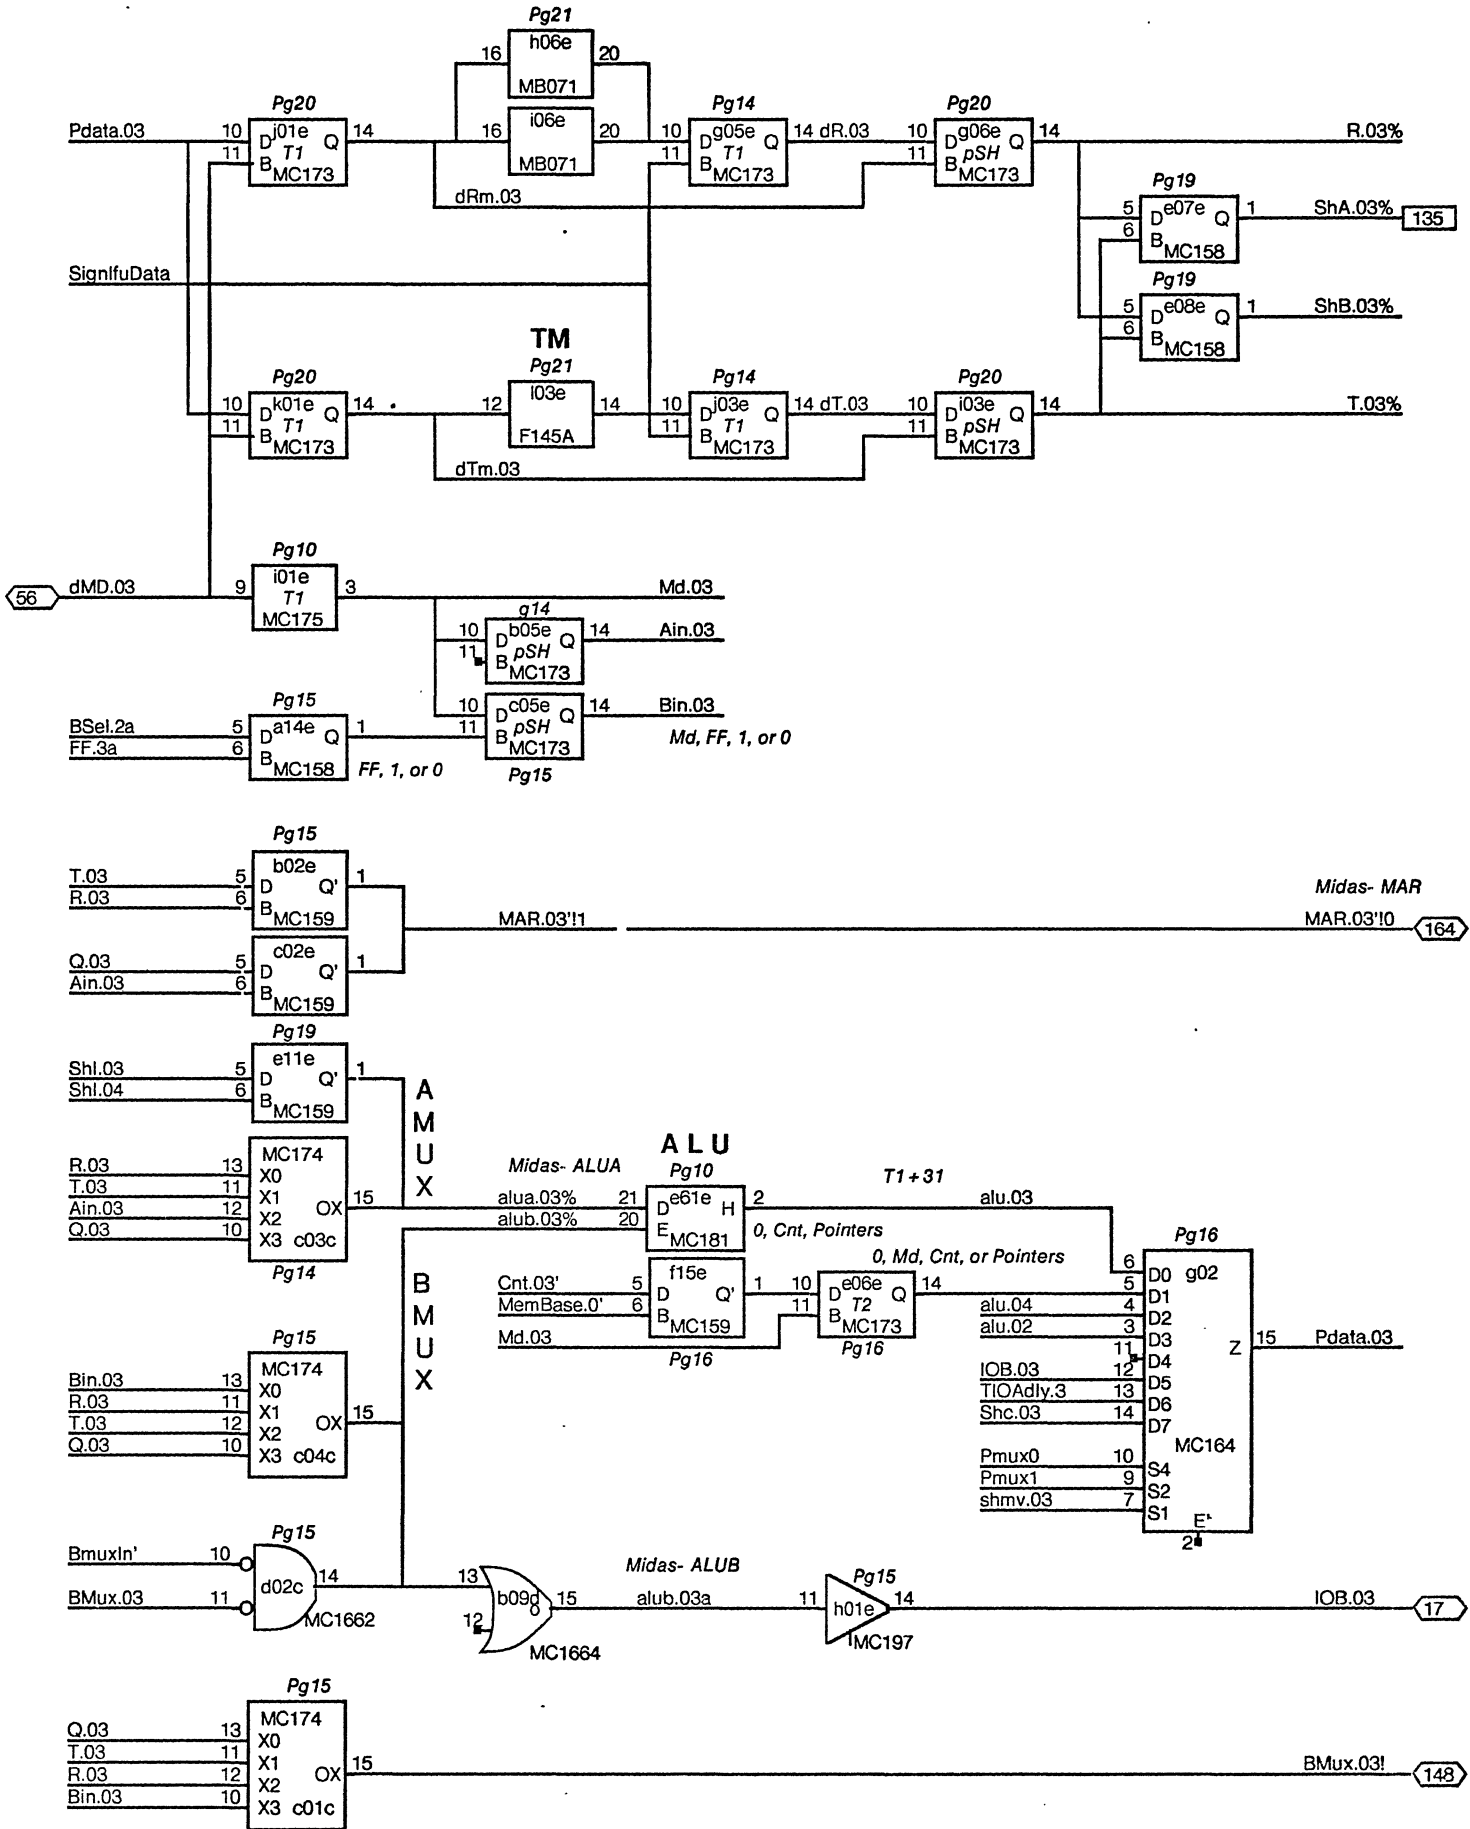 Pg21
h06e
16
20
MB071
Pg20
Pg14
Pg20
Pdata.03
10
D
j01e
Q
14
11
B
T1
MC173
16
i06e
20
MB071
10
D
g05e
Q
14
dR.03
11
B
T1
MC173
10
D
g06e
Q
14
R.03%
11
B
pSH
MC173
dRm.03
Pg19
5
D
e07e
Q
1
ShA.03%
135
6
B
MC158
SignIfuData
Pg19
5
D
e08e
Q
1
ShB.03%
6
B
MC158
TM
Pg21
Pg20
Pg14
Pg20
10
D
k01e
Q
14
11
B
T1
MC173
12
l03e
14
F145A
10
D
j03e
Q
14
dT.03
11
B
T1
MC173
10
D
i03e
Q
14
T.03%
11
B
pSH
MC173
dTm.03
Pg10
56
dMD.03
9
i01e
T1
MC175
3
Md.03
g14
10
D
b05e
Q
14
Ain.03
11
B
pSH
MC173
Pg15
10
D
c05e
Q
14
Bin.03
11
B
pSH
MC173
Md, FF, 1, or 0
Pg15
BSel.2a
5
D
a14e
Q
1
FF.3a
6
B
MC158
FF, 1, or 0
Pg15
b02e
T.03
5
D
Q'
1
R.03
6
B
MC159
MAR.03'!1
Midas- MAR
MAR.03'!0
164
c02e
Q.03
5
D
Q'
1
Ain.03
6
B
MC159
Pg19
e11e
ShI.03
5
D
Q'
1
ShI.04
6
B
MC159
A
M
U
X
MC174
R.03
13
X0
T.03
11
X1
OX
15
Ain.03
12
X2
Q.03
10
X3
c03c
Pg14
ALU
Midas- ALUA
Pg10
T1+31
alua.03%
21
D
e61e
H
2
alu.03
alub.03%
20
E
MC181
0, Cnt, Pointers
0, Md, Cnt, or Pointers
B
M
U
X
f15e
Cnt.03'
5
D
Q'
1
MemBase.0'
6
B
MC159
Md.03
Pg16
10
D
e06e
Q
14
11
B
T2
MC173
Pg16
Pg16
g02
6
D0
5
D1
alu.04
4
D2
alu.02
3
D3
11
D4
IOB.03
12
D5
TIOAdly.3
13
D6
Shc.03
14
D7
Z
15
Pdata.03
MC164
Pmux0
10
S4
Pmux1
9
S2
shmv.03
7
S1
E'
2
Pg15
MC174
Bin.03
13
X0
R.03
11
X1
OX
15
T.03
12
X2
Q.03
10
X3
c04c
Pg15
BmuxIn'
10
d02c
14
BMux.03
11
MC1662
13
b09d
15
12
MC1664
Midas- ALUB
alub.03a
Pg15
11
h01e
14
MC197
IOB.03
17
Pg15
MC174
Q.03
13
X0
T.03
11
X1
OX
15
R.03
12
X2
Bin.03
10
X3
c01c
BMux.03!
148